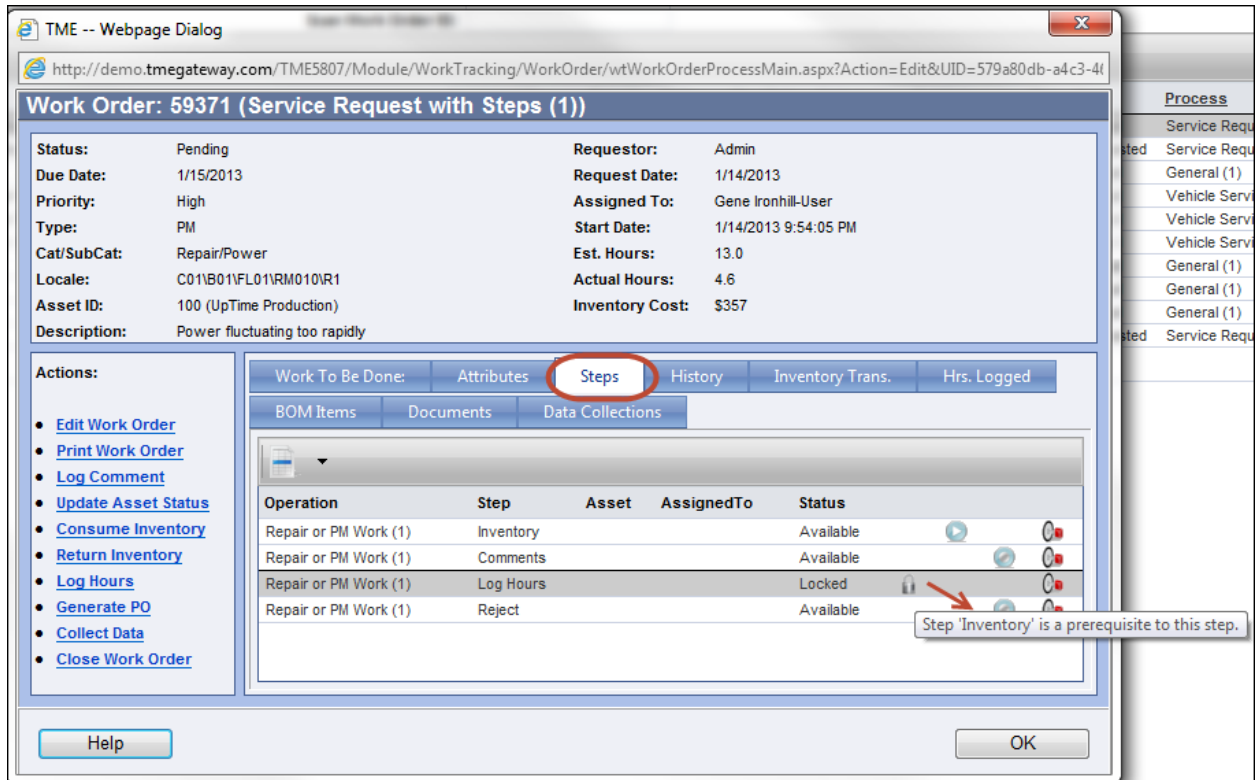 TME -- Webpage Dialog
X
http://demo.tmegateway.com/TME5807/Module/WorkTracking/WorkOrder/wtWorkOrderProcessMain.aspx?Action=Edit&UID=579a80db-a4c3-4
Work Order: 59371 (Service Request with Steps (1))
Status: Pending Requestor: Admin
Due Date: 1/15/2013 Request Date: 1/14/2013
Priority: High Assigned To: Gene Ironhill-User
Type: PM Start Date: 1/14/2013 9:54:05 PM
Cat/SubCat: Repair/Power Est. Hours: 13.0
Locale: C01\B01\FL01\RM010\R1 Actual Hours: 4.6
Asset ID: 100 (UpTime Production) Inventory Cost: $357
Description: Power fluctuating too rapidly
Actions:
Edit Work Order
Print Work Order
Log Comment
Update Asset Status
Consume Inventory
Return Inventory
Log Hours
Generate PO
Collect Data
Close Work Order
Work To Be Done: Attributes Steps History Inventory Trans. Hrs. Logged
BOM Items Documents Data Collections
Operation Step Asset AssignedTo Status
Repair or PM Work (1) Inventory Available
Repair or PM Work (1) Comments Available
Repair or PM Work (1) Log Hours Locked
Repair or PM Work (1) Reject Available
Step 'Inventory' is a prerequisite to this step.
Help OK
Process
Service Requ
sted Service Requ
General (1)
Vehicle Servi
Vehicle Servi
Vehicle Servi
General (1)
General (1)
General (1)
sted Service Requ